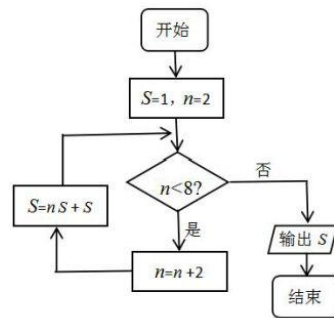 开始
S=1, n=2
n<8?
否
是
S=nS+S
n=n+2
输出 S
结束